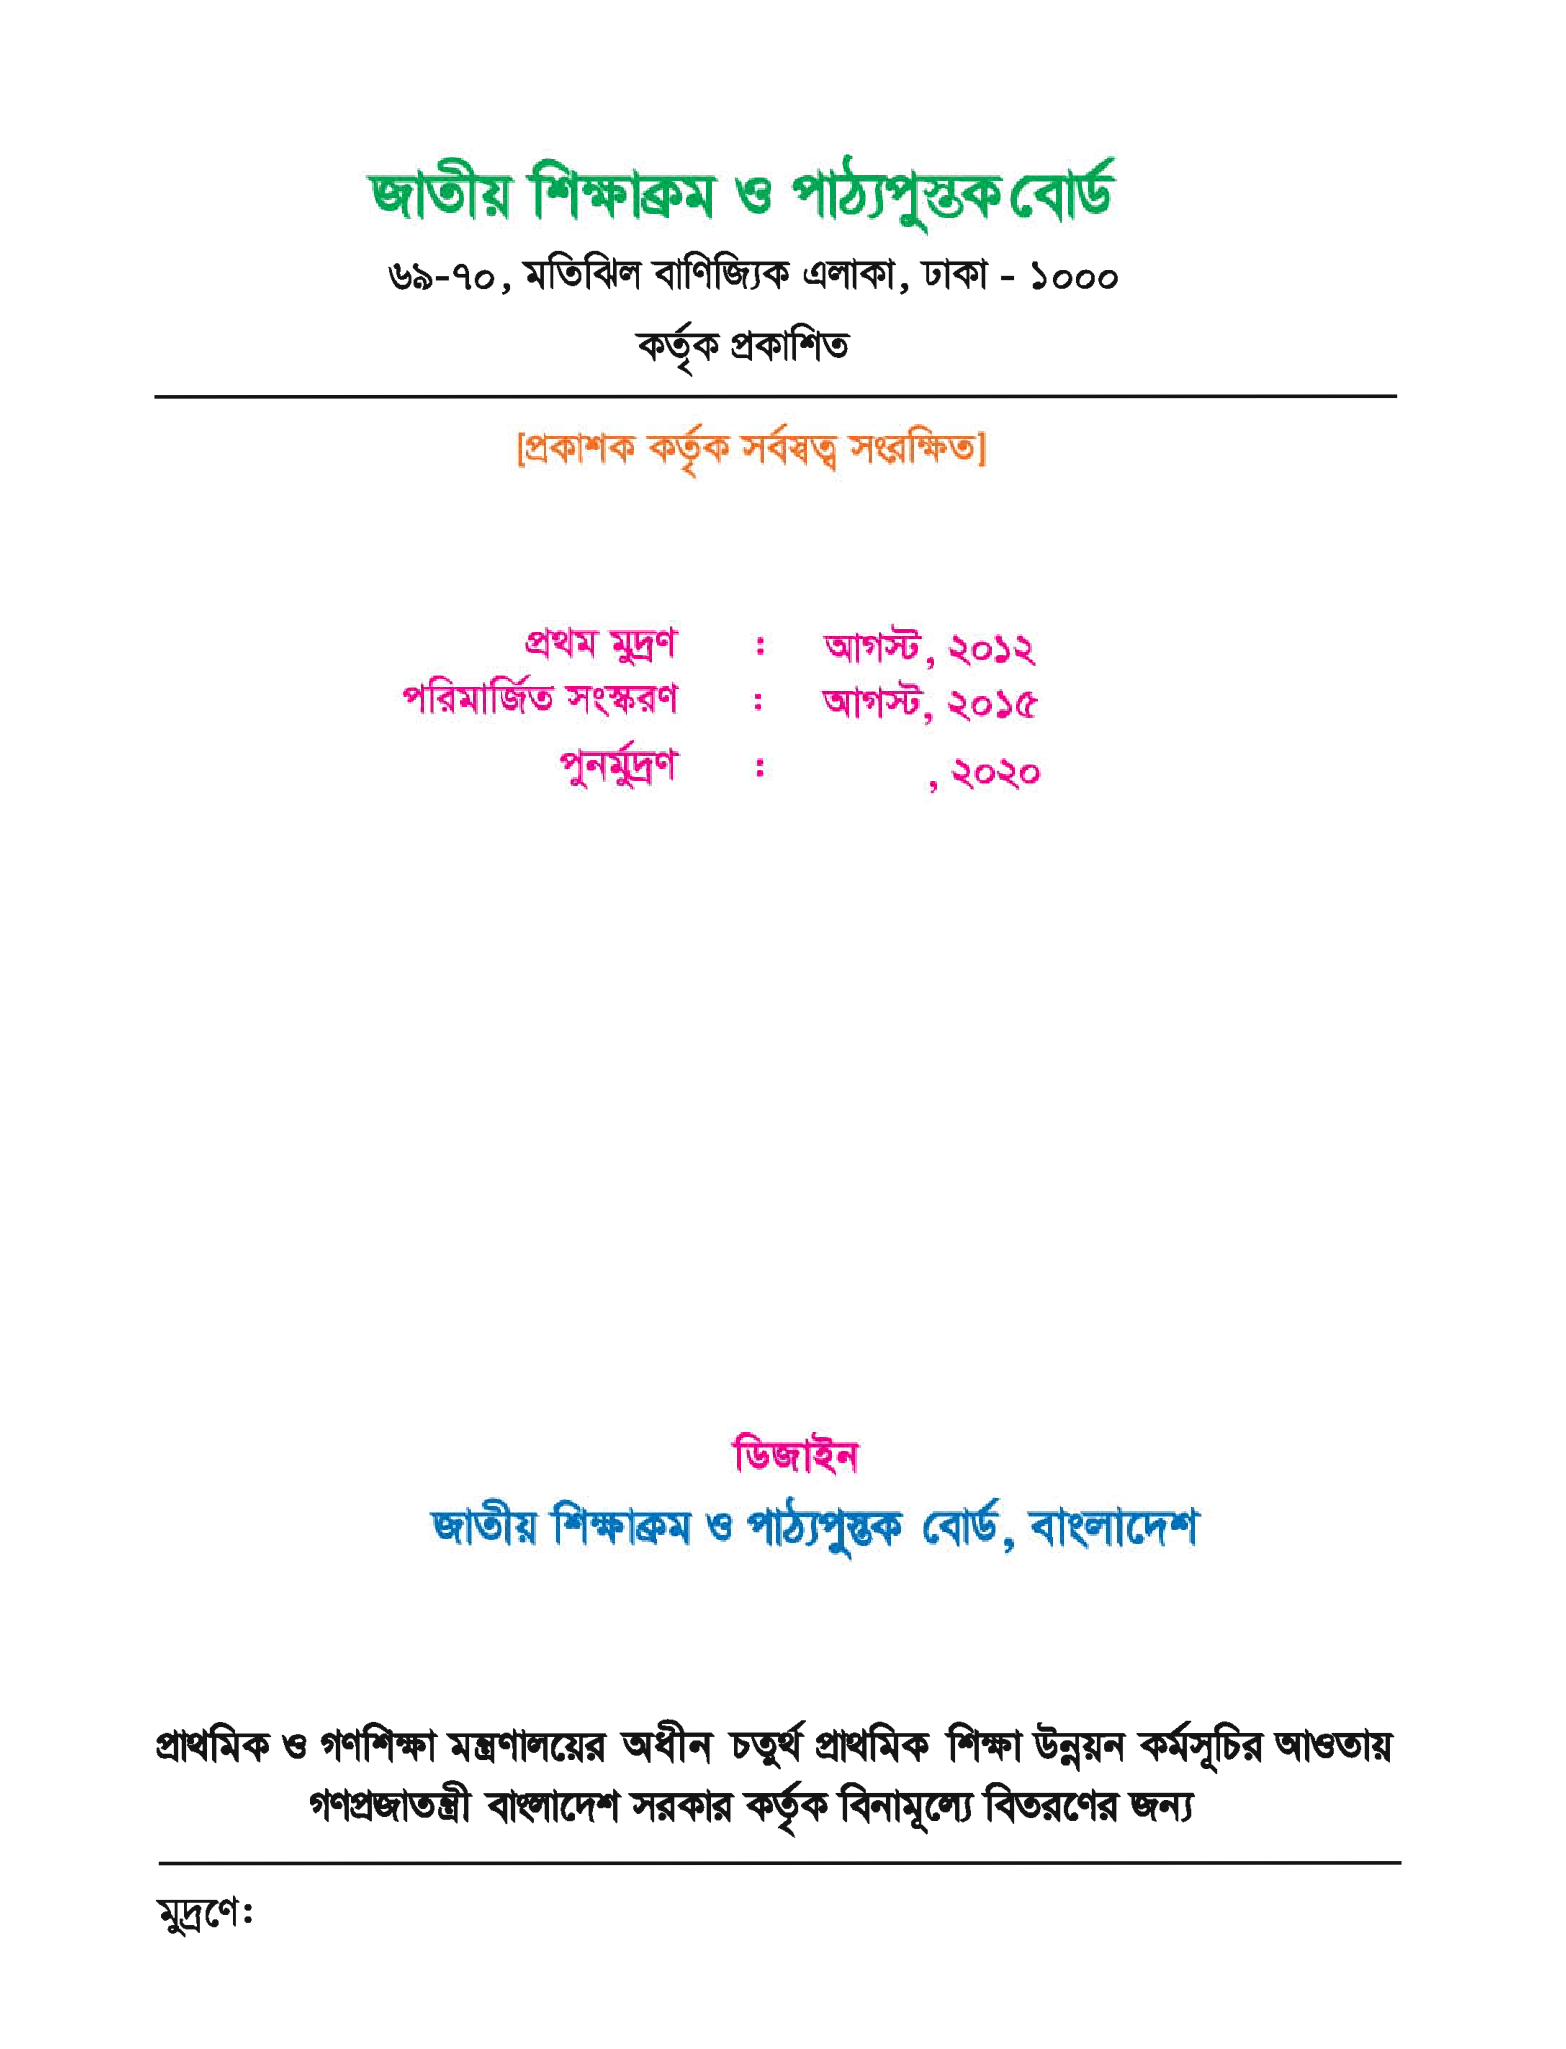 জাতীয় শিক্ষাক্রম ও পাঠ্যপুস্তক বোর্ড
৬৯-৭০, মতিঝিল বাণিজ্যিক এলাকা, ঢাকা - ১০০০
কর্তৃক প্রকাশিত
[প্রকাশক কর্তৃক সর্বস্বত্ব সংরক্ষিত]
প্রথম মুদ্রণ : আগস্ট, ২০১২
পরিমার্জিত সংস্করণ : আগস্ট, ২০১৫
পুনর্মুদ্রণ : , ২০২০
ডিজাইন
জাতীয় শিক্ষাক্রম ও পাঠ্যপুস্তক বোর্ড, বাংলাদেশ
প্রাথমিক ও গণশিক্ষা মন্ত্রণালয়ের অধীন চতুর্থ প্রাথমিক শিক্ষা উন্নয়ন কর্মসূচির আওতায়
গণপ্রজাতন্ত্রী বাংলাদেশ সরকার কর্তৃক বিনামূল্যে বিতরণের জন্য
মুদ্রণে: